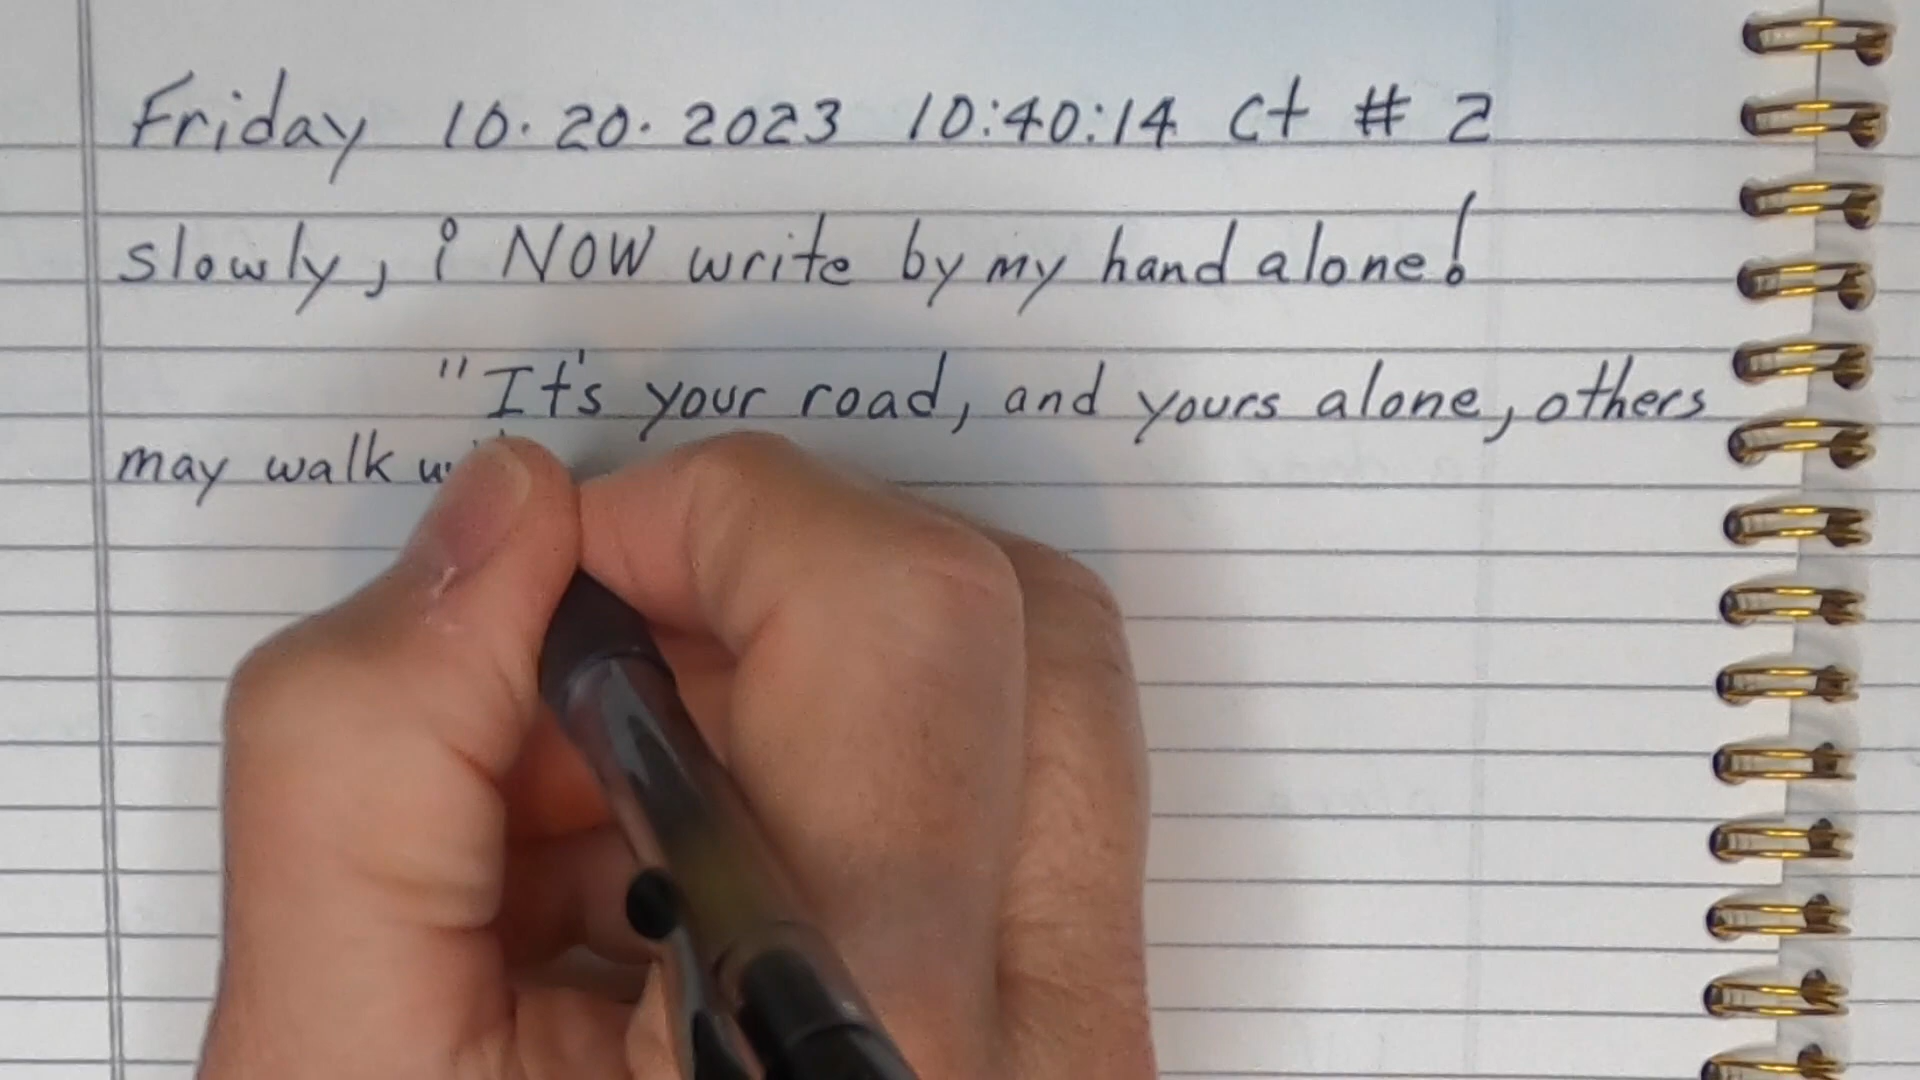 Friday 10.20.2023 10:40:14 Ct # 2
slowly, i NOW write by my hand alone!
"It's your road, and yours alone, others
may walk